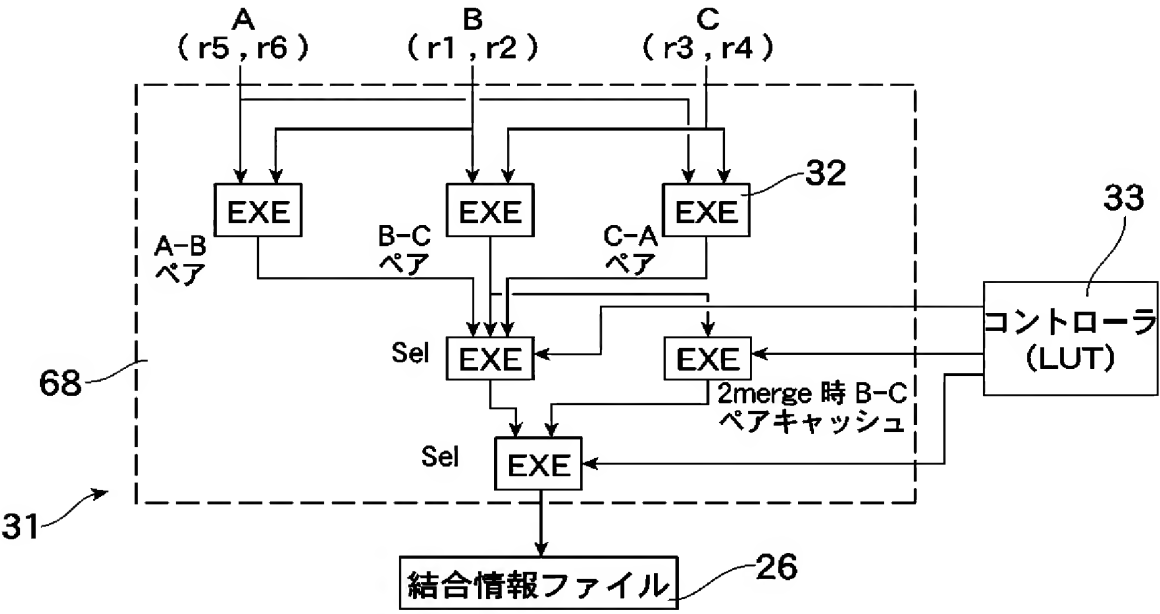 A
(r5,r6)
B
(r1,r2)
C
(r3,r4)
EXE
EXE
EXE
32
33
A-B
ペア
B-C
ペア
C-A
ペア
コントローラ
(LUT)
Sel
EXE
EXE
68
2merge 時 B-C
ペアキャッシュ
Sel
EXE
31
結合情報ファイル
26